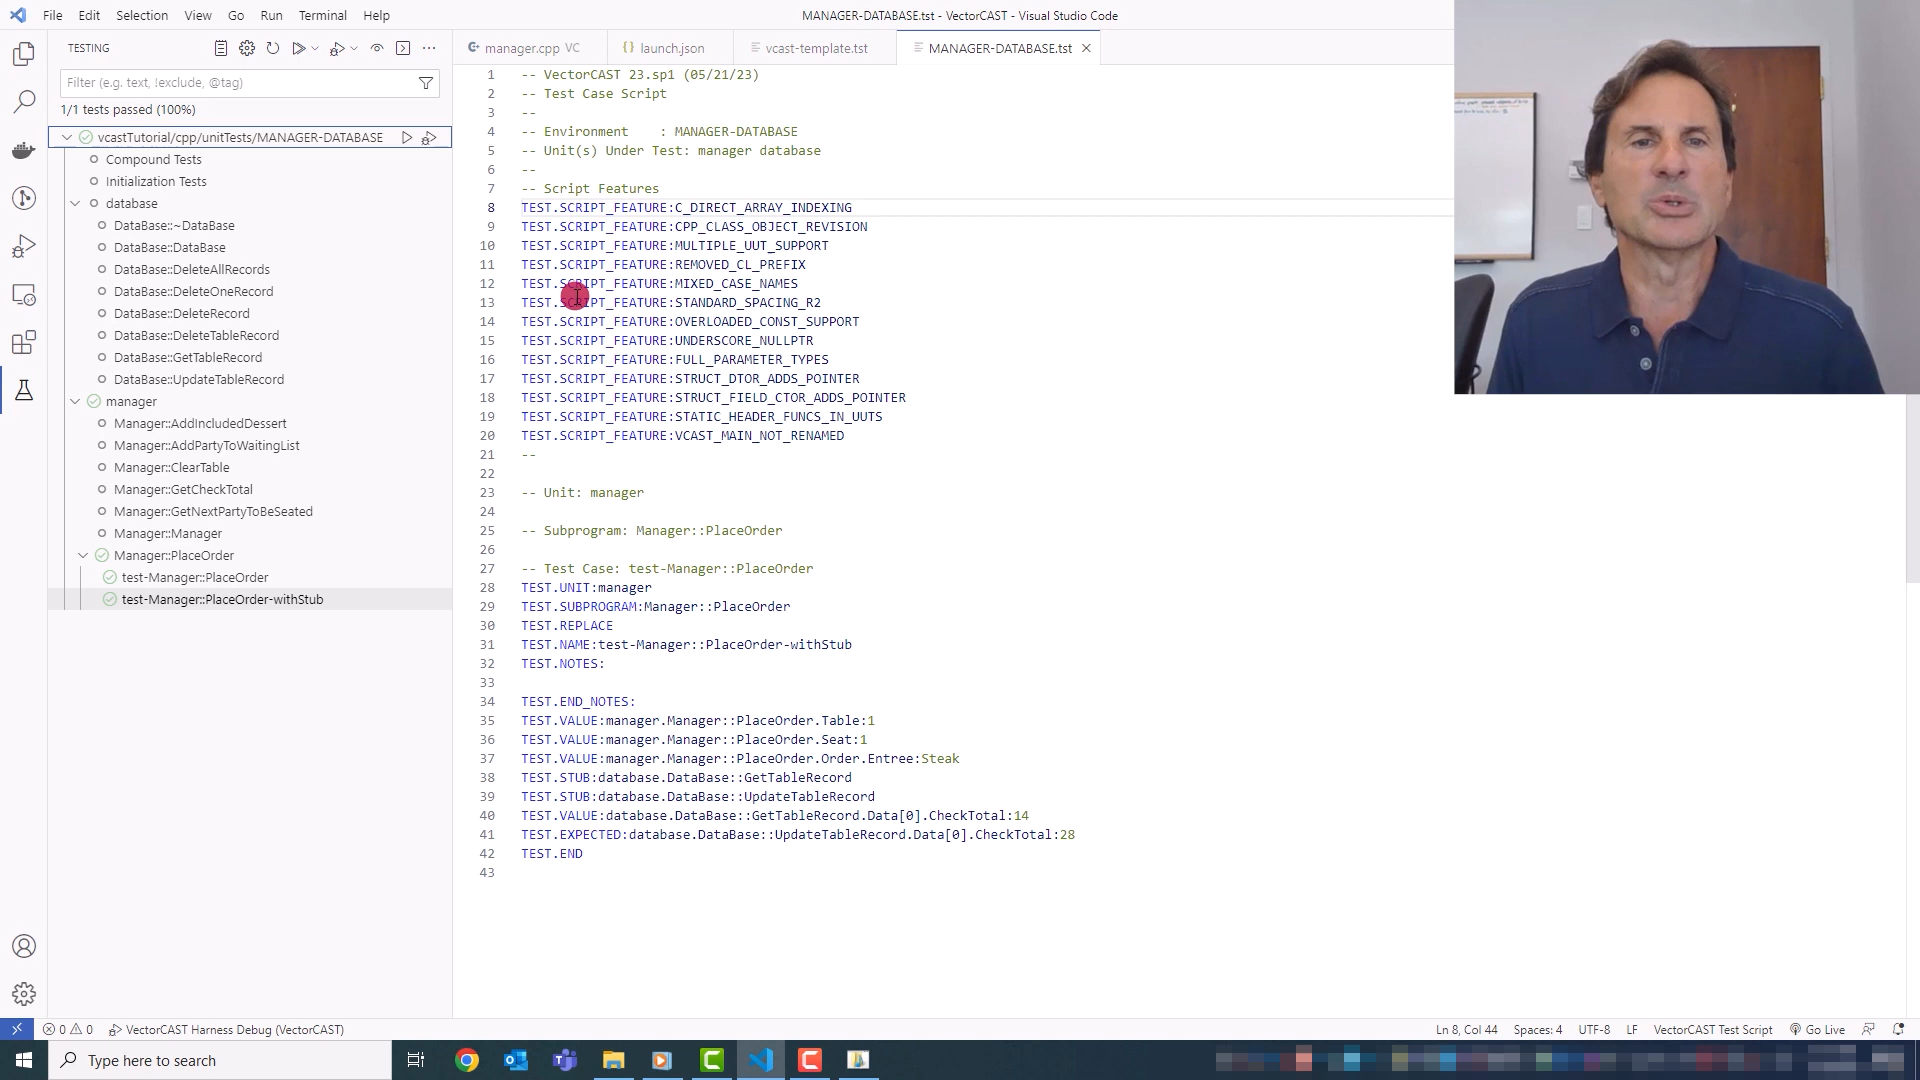 File Edit Selection View Go Run Terminal Help
MANAGER-DATABASE.tst - VectorCAST - Visual Studio Code
TESTING
Filter (e.g. text, !exclude, @tag)
1/1 tests passed (100%)
vcastTutorial/cpp/unitTests/MANAGER-DATABASE
Compound Tests
Initialization Tests
database
DataBase::~DataBase
DataBase::DataBase
DataBase::DeleteAllRecords
DataBase::DeleteOneRecord
DataBase::DeleteRecord
DataBase::DeleteTableRecord
DataBase::GetTableRecord
DataBase::UpdateTableRecord
manager
Manager::AddIncludedDessert
Manager::AddPartyToWaitingList
Manager::ClearTable
Manager::GetCheckTotal
Manager::GetNextPartyToBeSeated
Manager::Manager
Manager::PlaceOrder
test-Manager::PlaceOrder
test-Manager::PlaceOrder-withStub
manager.cpp VC launch.json vcast-template.tst MANAGER-DATABASE.tst
1 -- VectorCAST 23.sp1 (05/21/23)
2 -- Test Case Script
3 --
4 -- Environment    : MANAGER-DATABASE
5 -- Unit(s) Under Test: manager database
6 --
7 -- Script Features
8 TEST.SCRIPT_FEATURE:C_DIRECT_ARRAY_INDEXING
9 TEST.SCRIPT_FEATURE:CPP_CLASS_OBJECT_REVISION
10 TEST.SCRIPT_FEATURE:MULTIPLE_UUT_SUPPORT
11 TEST.SCRIPT_FEATURE:REMOVED_CL_PREFIX
12 TEST.SCRIPT_FEATURE:MIXED_CASE_NAMES
13 TEST.SCRIPT_FEATURE:STANDARD_SPACING_R2
14 TEST.SCRIPT_FEATURE:OVERLOADED_CONST_SUPPORT
15 TEST.SCRIPT_FEATURE:UNDERSCORE_NULLPTR
16 TEST.SCRIPT_FEATURE:FULL_PARAMETER_TYPES
17 TEST.SCRIPT_FEATURE:STRUCT_DTOR_ADDS_POINTER
18 TEST.SCRIPT_FEATURE:STRUCT_FIELD_CTOR_ADDS_POINTER
19 TEST.SCRIPT_FEATURE:STATIC_HEADER_FUNCS_IN_UUTS
20 TEST.SCRIPT_FEATURE:VCAST_MAIN_NOT_RENAMED
21 --
22
23 -- Unit: manager
24
25 -- Subprogram: Manager::PlaceOrder
26
27 -- Test Case: test-Manager::PlaceOrder
28 TEST.UNIT:manager
29 TEST.SUBPROGRAM:Manager::PlaceOrder
30 TEST.REPLACE
31 TEST.NAME:test-Manager::PlaceOrder-withStub
32 TEST.NOTES:
33
34 TEST.END_NOTES:
35 TEST.VALUE:manager.Manager::PlaceOrder.Table:1
36 TEST.VALUE:manager.Manager::PlaceOrder.Seat:1
37 TEST.VALUE:manager.Manager::PlaceOrder.Order.Entree:Steak
38 TEST.STUB:database.DataBase::GetTableRecord
39 TEST.STUB:database.DataBase::UpdateTableRecord
40 TEST.VALUE:database.DataBase::GetTableRecord.Data[0].CheckTotal:14
41 TEST.EXPECTED:database.DataBase::UpdateTableRecord.Data[0].CheckTotal:28
42 TEST.END
43
0 0 VectorCAST Harness Debug (VectorCAST)
Ln 8, Col 44 Spaces: 4 UTF-8 LF VectorCAST Test Script Go Live
Type here to search